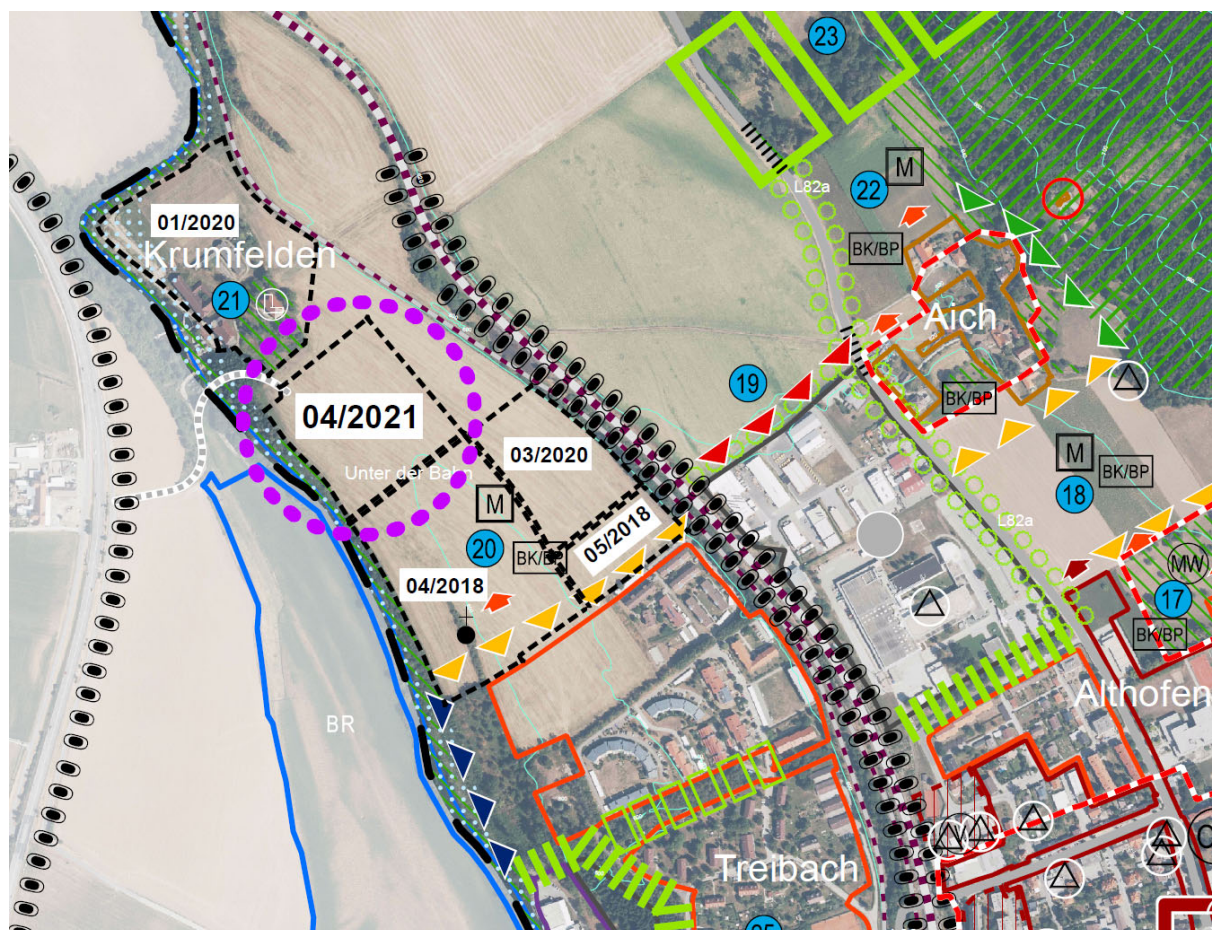 23
L82a
22
M
01/2020
Krumfelden
BK/BP
21
Aich
04/2021
19
BK/BP
03/2020
M
BK/BP
Unter der Bahn
18
M
20
05/2018
L82a
BK/BP
04/2018
MW
17
BK/BP
Althofen
BR
Treibach